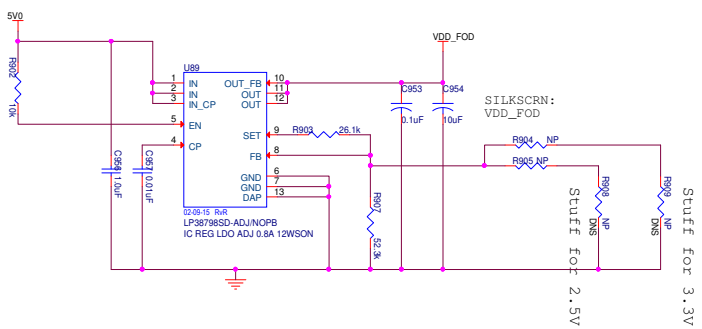 5V0
VDD_FOD
R902
10k
U89
1
2
3
5
4
IN
IN
IN_CP
EN
CP
OUT_FB
OUT
OUT
SET
FB
GND
GND
DAP
10
11
12
9
8
6
7
13
02-09-15 RvR
LP38798SD-ADJ/NOPB
IC REG LDO ADJ 0.8A 12WSON
C956
1.0uF
C957
0.01uF
R903
26.1k
R907
52.3k
C953
0.1uF
C954
10uF
SILKSCRN:
VDD_FOD
R904
NP
R905
NP
R908
NP
DNS
R909
NP
DNS
Stuff for 2.5V
Stuff for 3.3V